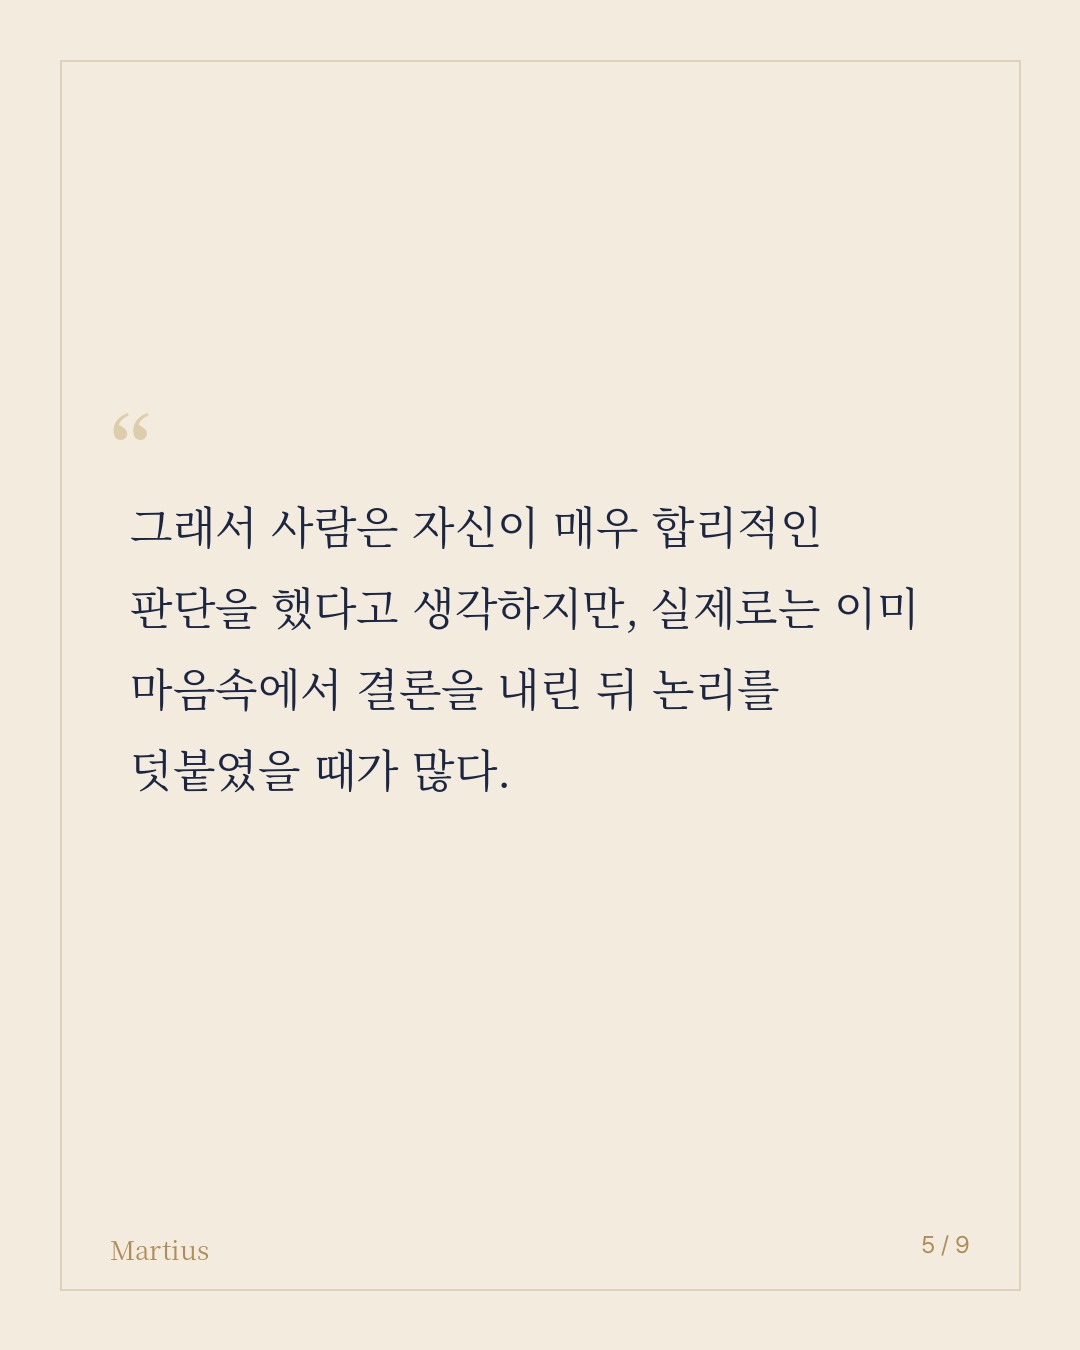 “
그래서 사람은 자신이 매우 합리적인
판단을 했다고 생각하지만, 실제로는 이미
마음속에서 결론을 내린 뒤 논리를
덧붙였을 때가 많다.
Martius
5 / 9